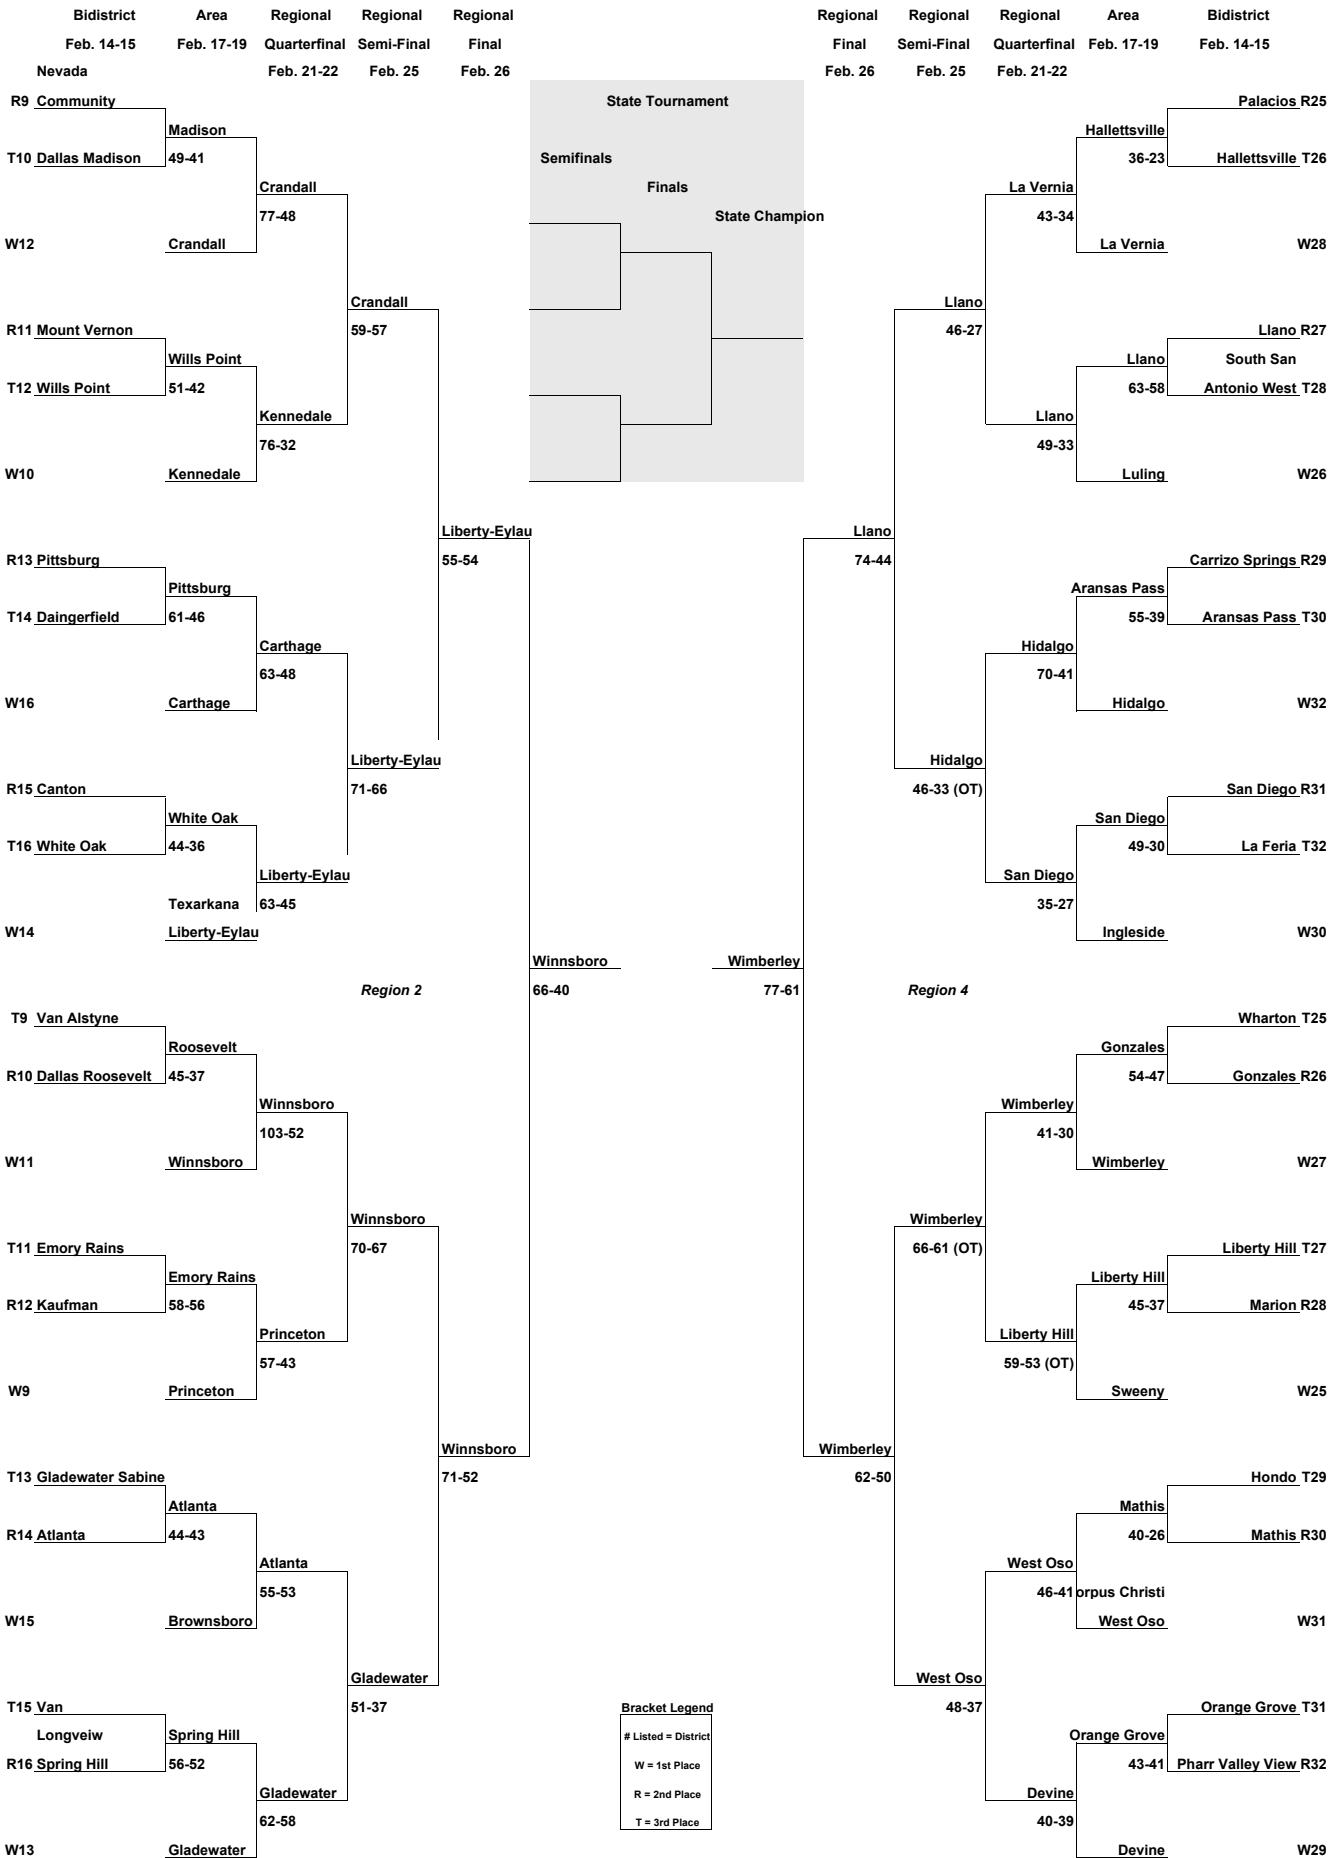 Bidistrict Area Regional Regional Regional Regional Regional Regional Area Bidistrict
Feb. 14-15 Feb. 17-19 Quarterfinal Semi-Final Final Final Semi-Final Quarterfinal Feb. 17-19 Feb. 14-15
Nevada Feb. 21-22 Feb. 25 Feb. 26 Feb. 26 Feb. 25 Feb. 21-22
R9 Community State Tournament Palacios R25
Madison Hallettsville
T10 Dallas Madison 49-41 Semifinals 36-23 Hallettsville T26
Crandall Finals La Vernia
77-48 State Champion 43-34
W12 Crandall La Vernia W28
Crandall Llano
R11 Mount Vernon 59-57 46-27 Llano R27
Wills Point Llano South San
T12 Wills Point 51-42 63-58 Antonio West T28
Kennedale Llano
76-32 49-33
W10 Kennedale Luling W26
Liberty-Eylau Llano
R13 Pittsburg 55-54 74-44 Carrizo Springs R29
Pittsburg Aransas Pass
T14 Daingerfield 61-46 55-39 Aransas Pass T30
Carthage Hidalgo
63-48 70-41
W16 Carthage Hidalgo W32
Liberty-Eylau Hidalgo
R15 Canton 71-66 46-33 (OT) San Diego R31
White Oak San Diego
T16 White Oak 44-36 49-30 La Feria T32
Liberty-Eylau San Diego
Texarkana 63-45 35-27
W14 Liberty-Eylau Ingleside W30
Winnsboro Wimberley
Region 2 66-40 77-61 Region 4
T9 Van Alstyne Wharton T25
Roosevelt Gonzales
R10 Dallas Roosevelt 45-37 54-47 Gonzales R26
Winnsboro Wimberley
103-52 41-30
W11 Winnsboro Wimberley W27
Winnsboro Wimberley
T11 Emory Rains 70-67 66-61 (OT) Liberty Hill T27
Emory Rains Liberty Hill
R12 Kaufman 58-56 45-37 Marion R28
Princeton Liberty Hill
57-43 59-53 (OT)
W9 Princeton Sweeny W25
Winnsboro Wimberley
T13 Gladewater Sabine 71-52 62-50 Hondo T29
Atlanta Mathis
R14 Atlanta 44-43 40-26 Mathis R30
Atlanta West Oso
55-53 46-41 orpus Christi
W15 Brownsboro West Oso W31
Gladewater West Oso
T15 Van 51-37 Bracket Legend 48-37 Orange Grove T31
Longveiw Spring Hill # Listed = District Orange Grove
R16 Spring Hill 56-52 W = 1st Place 43-41 Pharr Valley View R32
Gladewater R = 2nd Place Devine
62-58 T = 3rd Place 40-39
W13 Gladewater Devine W29